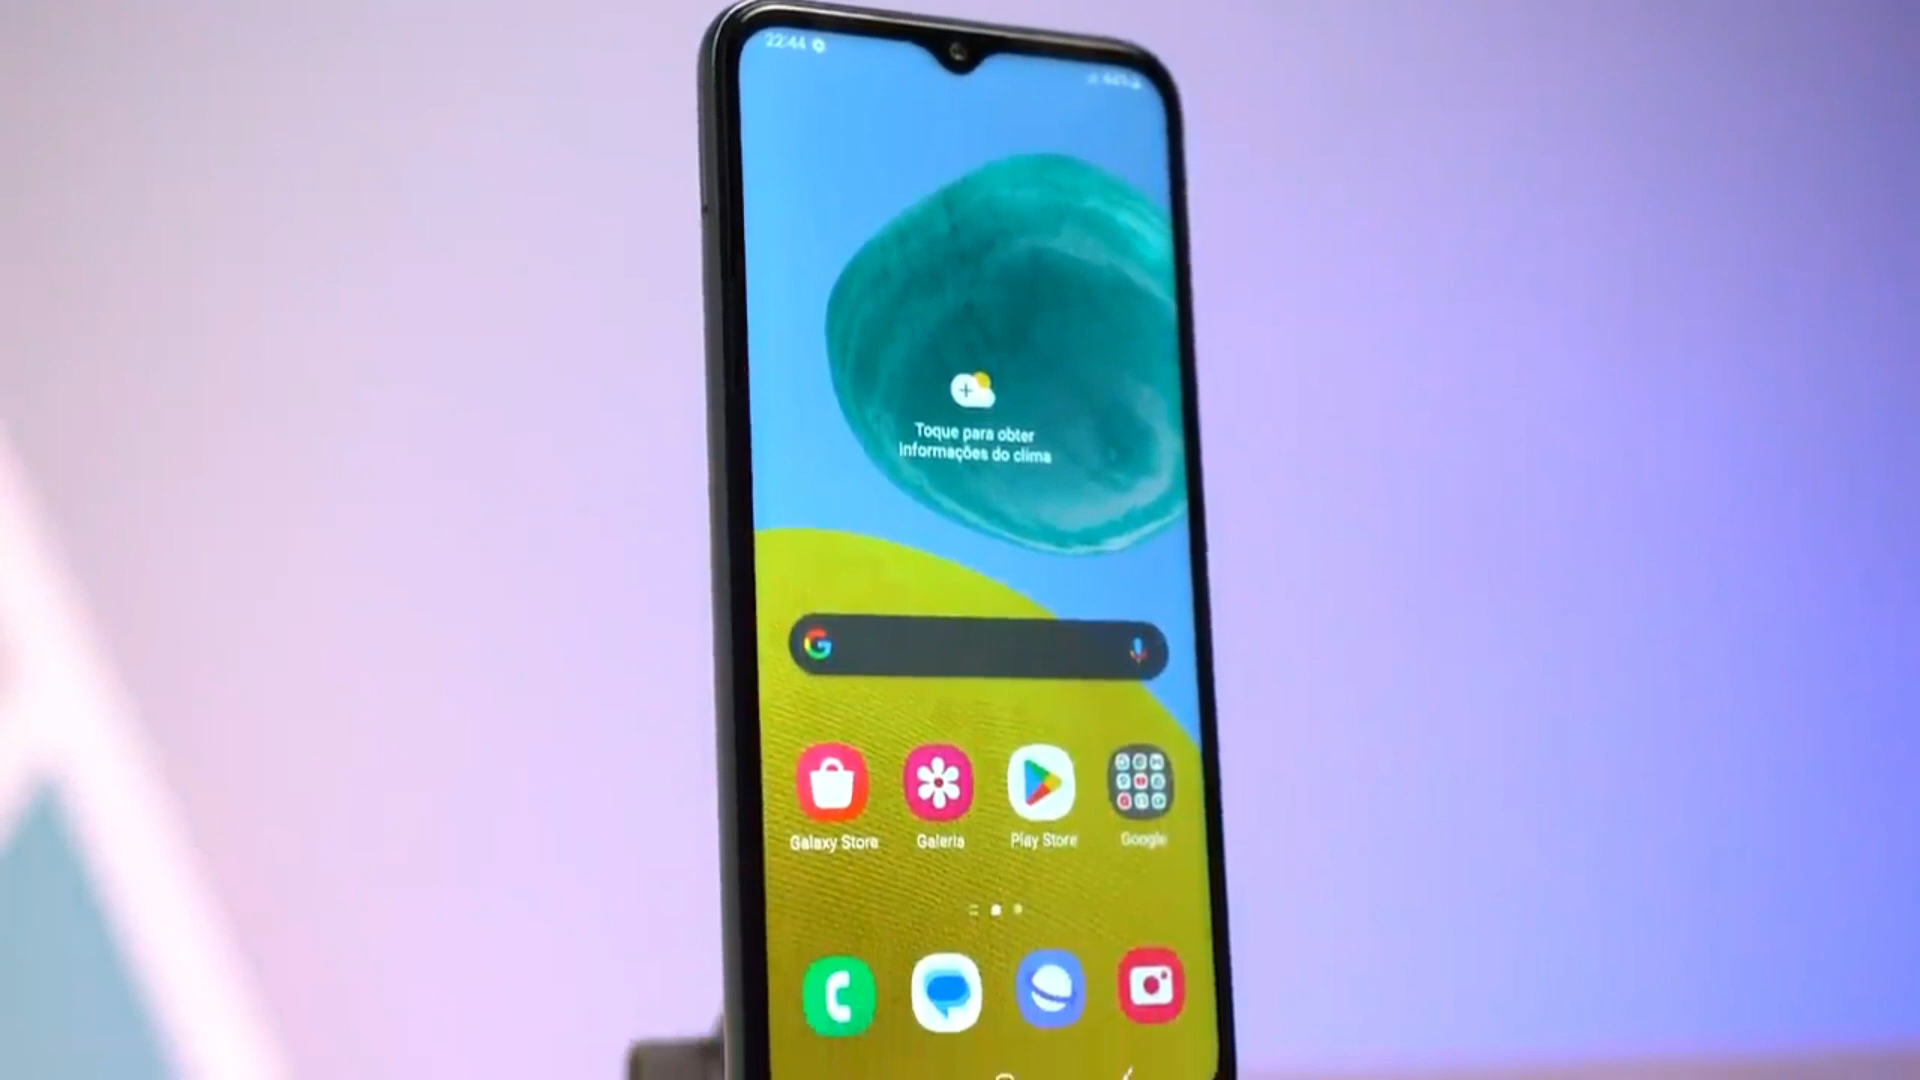 22:44
Toque para obter
informações do clima
Galaxy Store
Galeria
Play Store
Google